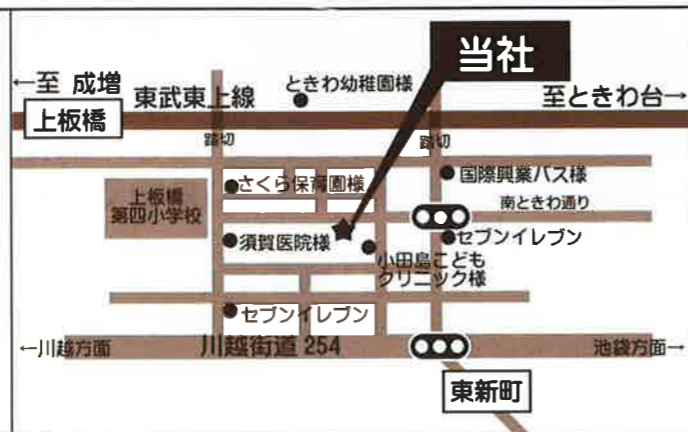 当社
←至 成増
ときわ幼稚園様
東武東上線
至ときわ台→
上板橋
踏切
踏切
さくら保育園様
国際興業バス様
上板橋
第四小学校
南ときわ通り
須賀医院様
セブンイレブン
小田島こども
クリニック様
セブンイレブン
←川越方面
川越街道 254
池袋方面→
東新町